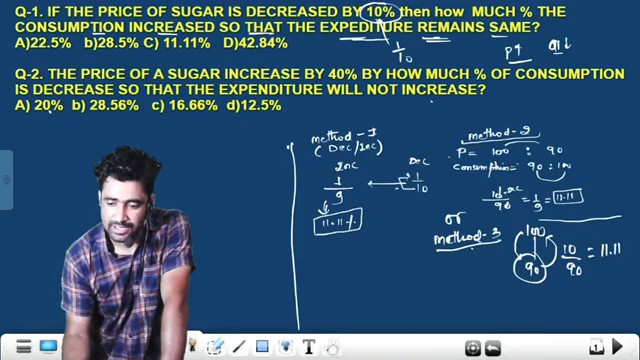 Q-1. IF THE PRICE OF SUGAR IS DECREASED BY 10% then how MUCH % THE
CONSUMPTION INCREASED SO THAT THE EXPEDITURE REMAINS SAME?
A)22.5% b)28.5% C) 11.11% D)42.84%
1/10
P↑
Q-2. THE PRICE OF A SUGAR INCREASE BY 40% BY HOW MUCH % OF CONSUMPTION
IS DECREASE SO THAT THE EXPENDITURE WILL NOT INCREASE?
A) 20% b) 28.56% c) 16.66% d)12.5%
method -1
(Dec/Inc)
Inc Dec
1/9 ← 1/10
11.11 %
method-2
P = 100 : 90
consumption = 90 : 100
10/90 = 1/9 = 11.11
or
method-3
100
90
10/90 = 11.11
T
1